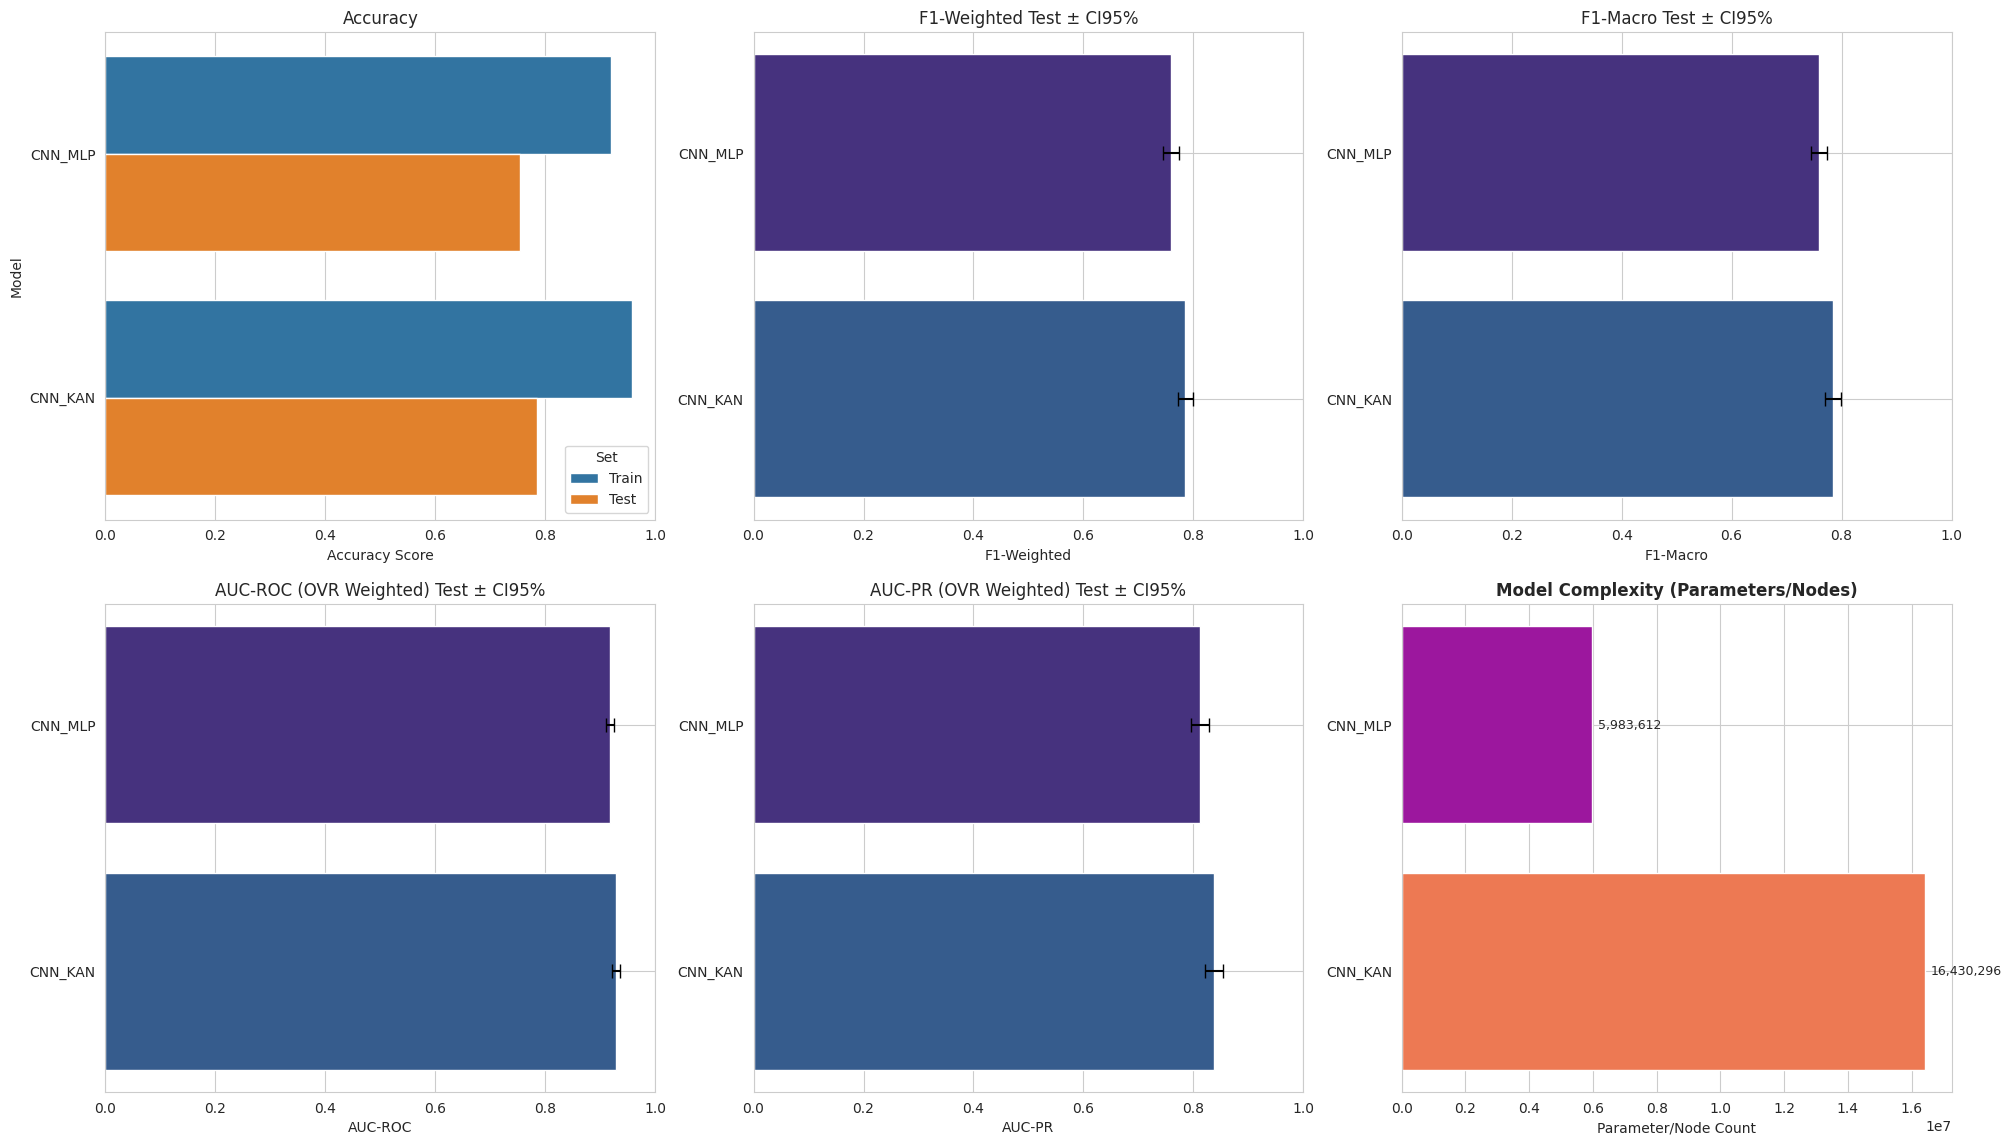 Accuracy
Model
CNN_MLP
CNN_KAN
Set
Train
Test
0.0 0.2 0.4 0.6 0.8 1.0
Accuracy Score
F1-Weighted Test ± CI95%
CNN_MLP
CNN_KAN
0.0 0.2 0.4 0.6 0.8 1.0
F1-Weighted
F1-Macro Test ± CI95%
CNN_MLP
CNN_KAN
0.0 0.2 0.4 0.6 0.8 1.0
F1-Macro
AUC-ROC (OVR Weighted) Test ± CI95%
CNN_MLP
CNN_KAN
0.0 0.2 0.4 0.6 0.8 1.0
AUC-ROC
AUC-PR (OVR Weighted) Test ± CI95%
CNN_MLP
CNN_KAN
0.0 0.2 0.4 0.6 0.8 1.0
AUC-PR
Model Complexity (Parameters/Nodes)
CNN_MLP 5,983,612
CNN_KAN 16,430,296
0.0 0.2 0.4 0.6 0.8 1.0 1.2 1.4 1.6
Parameter/Node Count 1e7